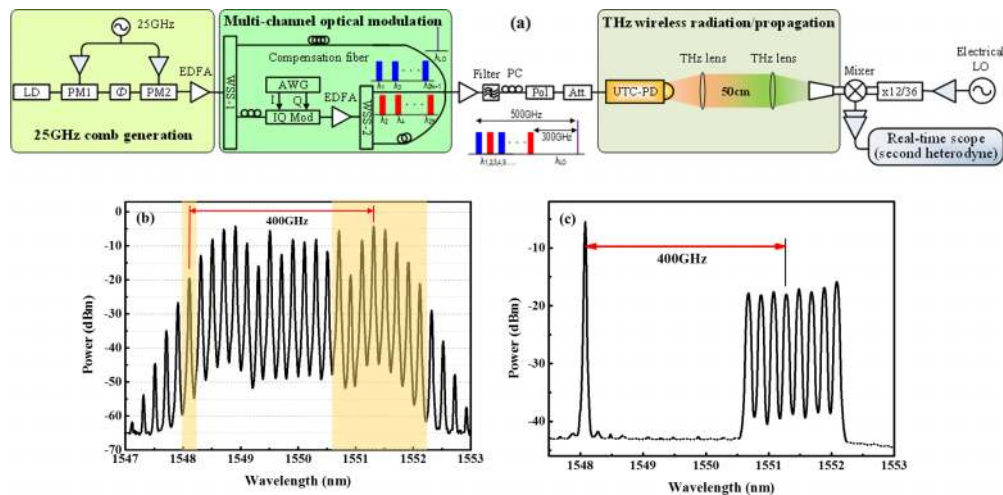 (a)
25GHz
LD
PM1
Φ
PM2
EDFA
25GHz comb generation
Multi-channel optical modulation
WSS-1
Compensation fiber
AWG
I
Q
IQ Mod
EDFA
WSS-2
λ1 λ3 λ2n-1
λ2 λ4 λ2n
λLO
Filter
PC
Pol
Att.
500GHz
300GHz
λ1,2,3,4,5,......
λLO
THz wireless radiation/propagation
UTC-PD
THz lens
50cm
THz lens
Mixer
x12/36
Electrical
LO
Real-time scope
(second heterodyne)
(b)
400GHz
Power (dBm)
0
-10
-20
-30
-40
-50
-60
-70
1547 1548 1549 1550 1551 1552 1553
Wavelength (nm)
(c)
400GHz
Power (dBm)
-10
-20
-30
-40
1548 1549 1550 1551 1552 1553
Wavelength (nm)